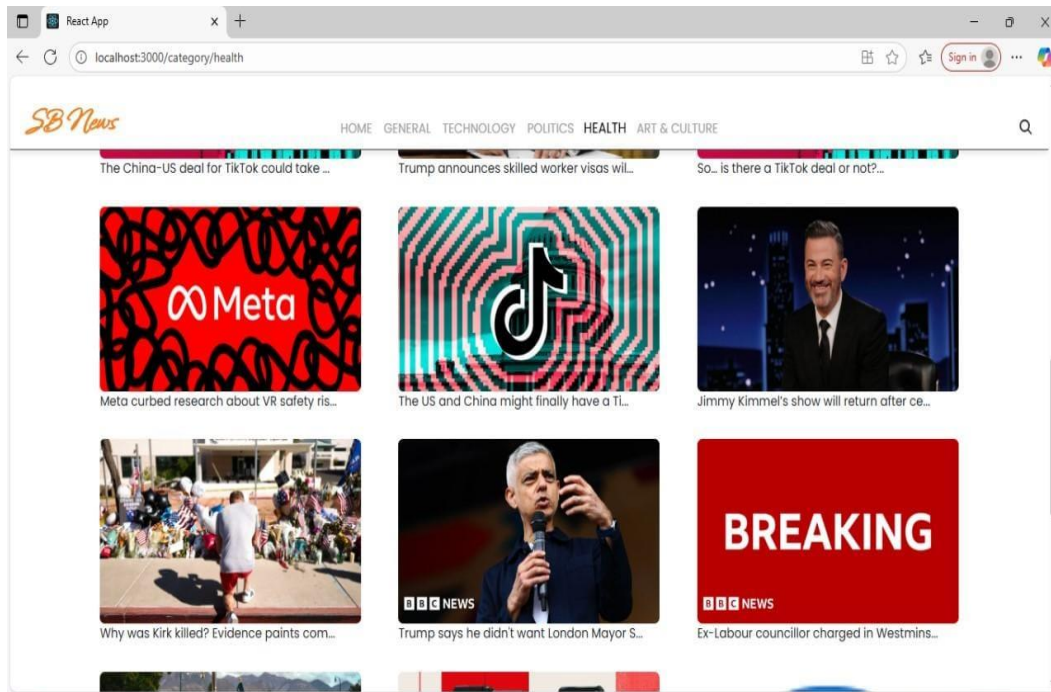 React App
localhost:3000/category/health
Sign in
SB News
HOME GENERAL TECHNOLOGY POLITICS HEALTH ART & CULTURE
The China-US deal for TikTok could take ...
Trump announces skilled worker visas wil...
So... is there a TikTok deal or not?...
Meta
Meta curbed research about VR safety ris...
The US and China might finally have a Ti...
Jimmy Kimmel's show will return after ce...
BBC NEWS
BREAKING
BBC NEWS
Why was Kirk killed? Evidence paints com...
Trump says he didn't want London Mayor S...
Ex-Labour councillor charged in Westmins...